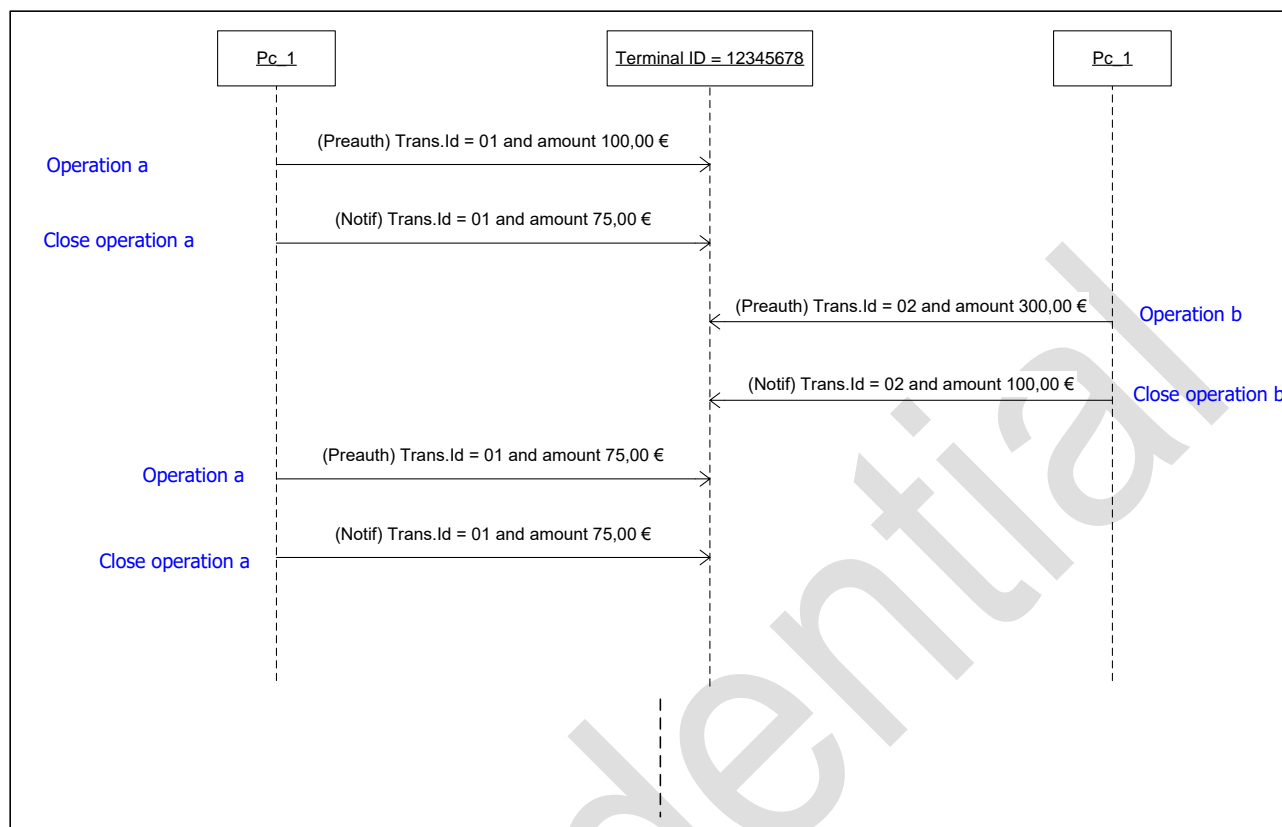 Pc_1
Terminal ID = 12345678
Pc_1
(Preauth) Trans.Id = 01 and amount 100,00 €
Operation a
(Notif) Trans.Id = 01 and amount 75,00 €
Close operation a
(Preauth) Trans.Id = 02 and amount 300,00 €
Operation b
(Notif) Trans.Id = 02 and amount 100,00 €
Close operation b
(Preauth) Trans.Id = 01 and amount 75,00 €
Operation a
(Notif) Trans.Id = 01 and amount 75,00 €
Close operation a
dential